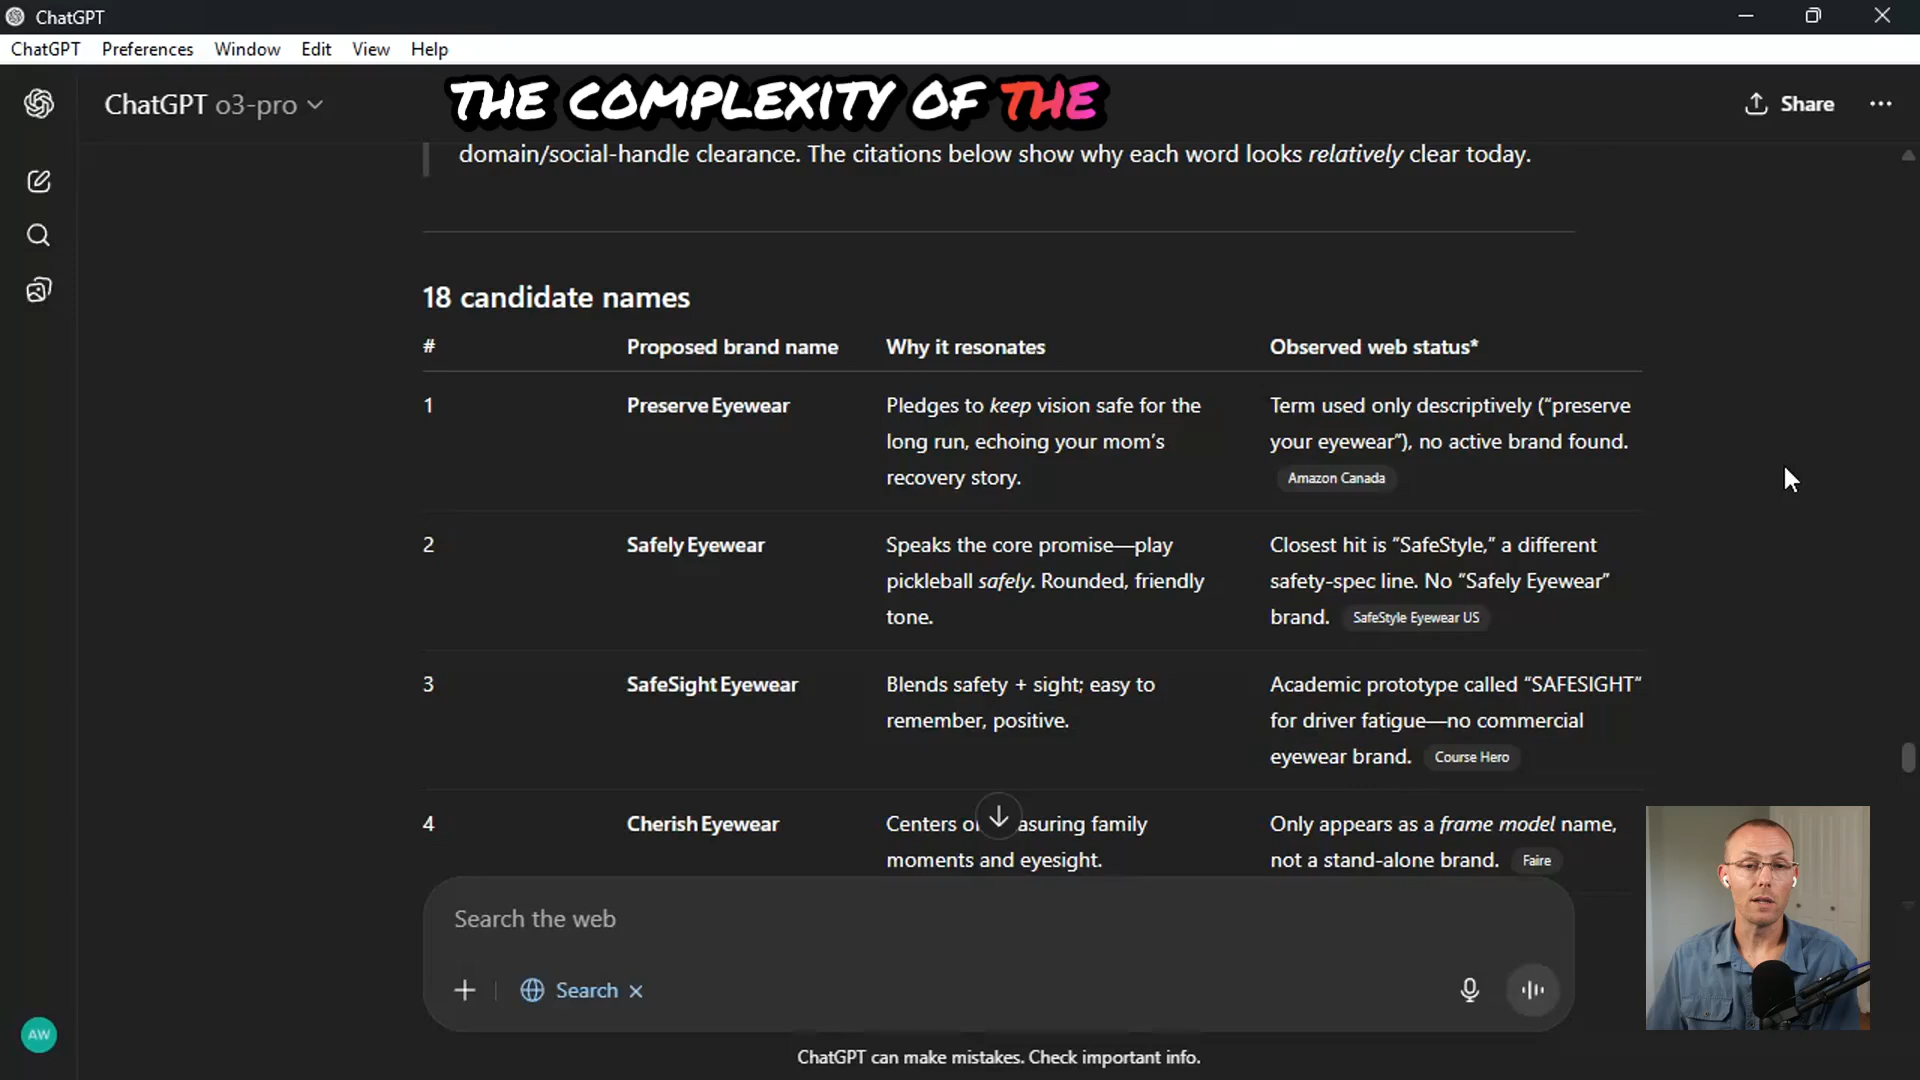 ChatGPT
ChatGPT Preferences Window Edit View Help
ChatGPT o3-pro
THE COMPLEXITY OF THE
Share
domain/social-handle clearance. The citations below show why each word looks relatively clear today.
18 candidate names
# Proposed brand name Why it resonates Observed web status*
1 Preserve Eyewear Pledges to keep vision safe for the Term used only descriptively (“preserve
long run, echoing your mom’s your eyewear”), no active brand found.
recovery story. Amazon Canada
2 Safely Eyewear Speaks the core promise—play Closest hit is “SafeStyle,” a different
pickleball safely. Rounded, friendly safety-spec line. No “Safely Eyewear”
tone. brand. SafeStyle Eyewear US
3 SafeSight Eyewear Blends safety + sight; easy to Academic prototype called “SAFESIGHT”
remember, positive. for driver fatigue—no commercial
eyewear brand. Course Hero
4 Cherish Eyewear Centers o asuring family Only appears as a frame model name,
moments and eyesight. not a stand-alone brand. Faire
Search the web
Search
AW
ChatGPT can make mistakes. Check important info.